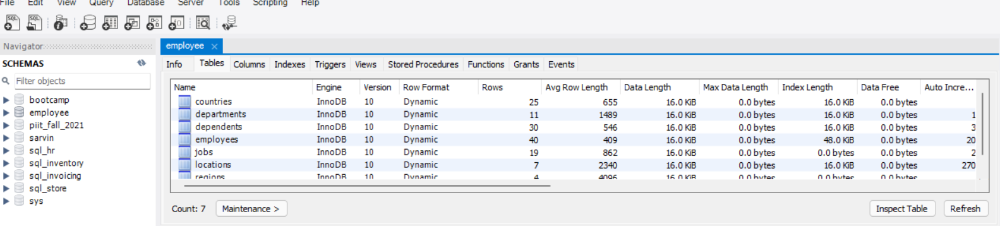 File Edit View Query Database Server Tools Scripting Help
SQL SQL f()
Navigator
employee ×
SCHEMAS
Info Tables Columns Indexes Triggers Views Stored Procedures Functions Grants Events
Filter objects
Name Engine Version Row Format Rows Avg Row Length Data Length Max Data Length Index Length Data Free Auto Incre...
countries InnoDB 10 Dynamic 25 655 16.0 KiB 0.0 bytes 16.0 KiB 0.0 bytes
departments InnoDB 10 Dynamic 11 1489 16.0 KiB 0.0 bytes 16.0 KiB 0.0 bytes 1
dependents InnoDB 10 Dynamic 30 546 16.0 KiB 0.0 bytes 16.0 KiB 0.0 bytes 3
employees InnoDB 10 Dynamic 40 409 16.0 KiB 0.0 bytes 48.0 KiB 0.0 bytes 20
jobs InnoDB 10 Dynamic 19 862 16.0 KiB 0.0 bytes 0.0 bytes 0.0 bytes 2
locations InnoDB 10 Dynamic 7 2340 16.0 KiB 0.0 bytes 16.0 KiB 0.0 bytes 270
regions InnoDB 10 Dynamic 4 4096 16.0 KiB 0.0 bytes 0.0 bytes 0.0 bytes
bootcamp
employee
piit_fall_2021
sarvin
sql_hr
sql_inventory
sql_invoicing
sql_store
sys
Count: 7 Maintenance > Inspect Table Refresh